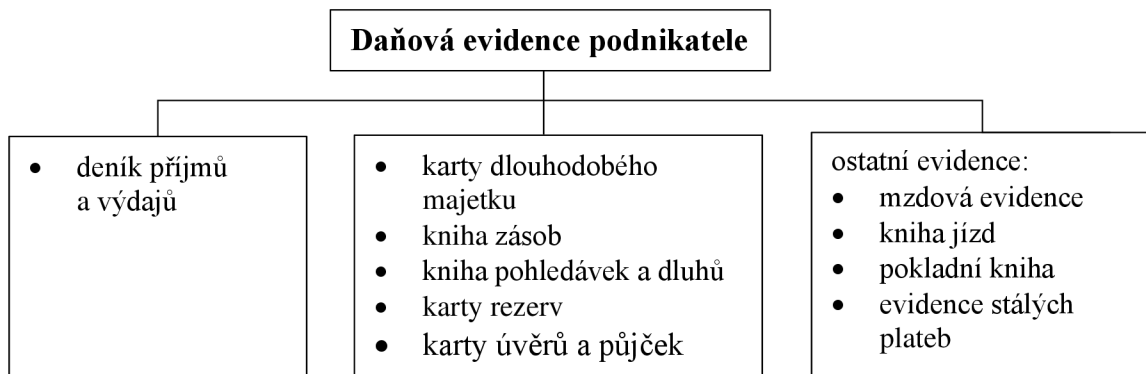 Daňová evidence podnikatele
• deník příjmů
a výdajů
• karty dlouhodobého
majetku
• kniha zásob
• kniha pohledávek a dluhů
• karty rezerv
• karty úvěrů a půjček
ostatní evidence:
• mzdová evidence
• kniha jízd
• pokladní kniha
• evidence stálých
plateb